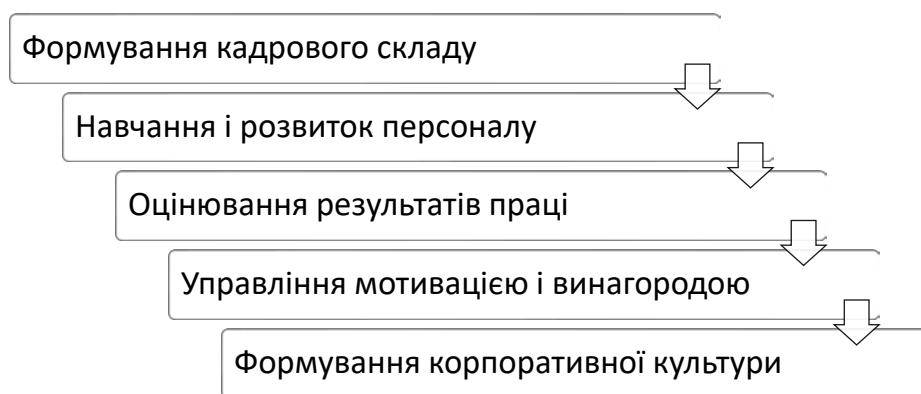 Формування кадрового складу
Навчання і розвиток персоналу
Оцінювання результатів праці
Управління мотивацією і винагородою
Формування корпоративної культури